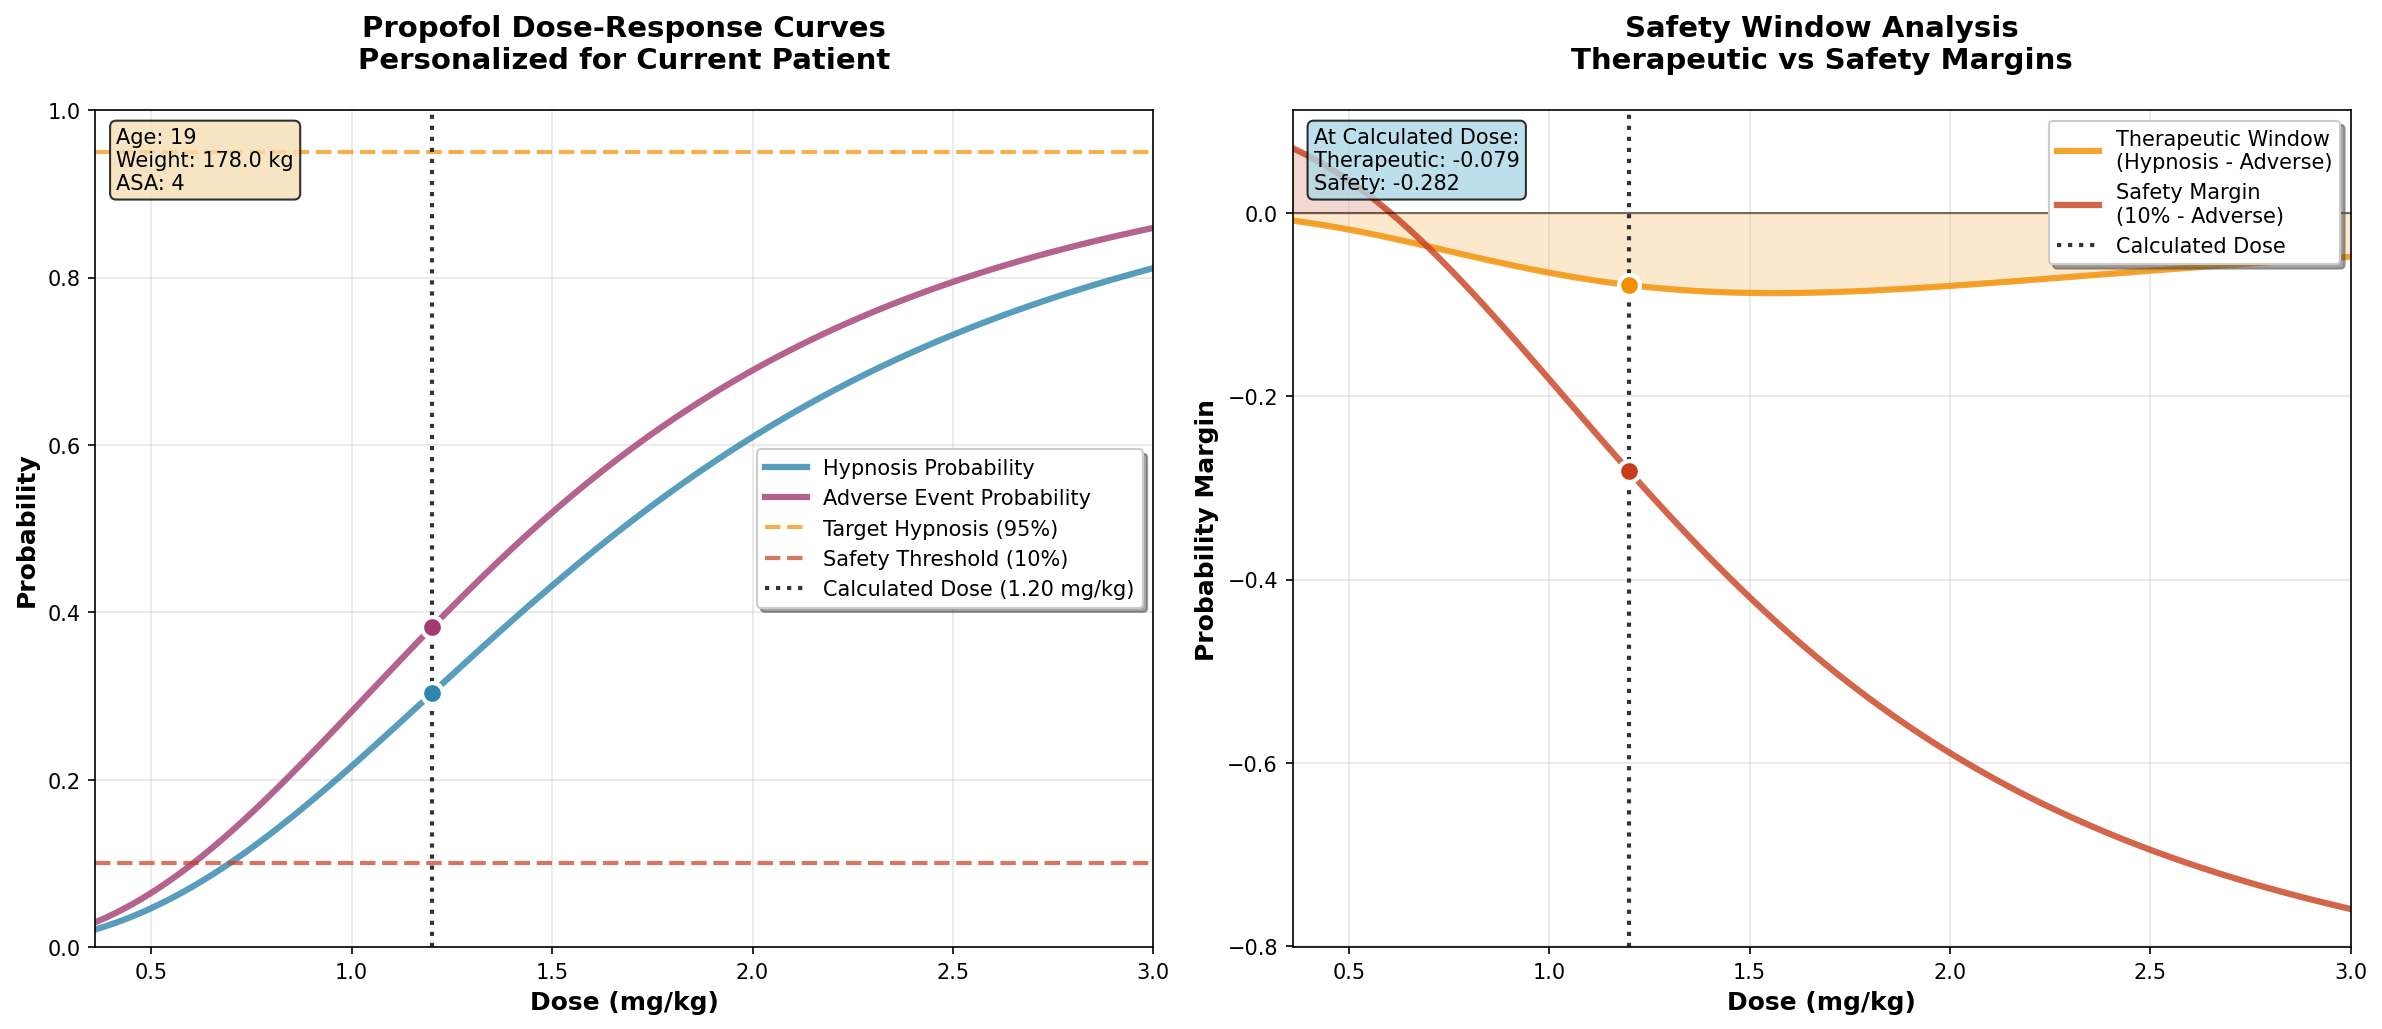 Propofol Dose-Response Curves
Personalized for Current Patient
1.0
0.8
0.6
0.4
0.2
0.0
Probability
Age: 19
Weight: 178.0 kg
ASA: 4
Hypnosis Probability
Adverse Event Probability
Target Hypnosis (95%)
Safety Threshold (10%)
Calculated Dose (1.20 mg/kg)
0.5
1.0
1.5
2.0
2.5
3.0
Dose (mg/kg)
Safety Window Analysis
Therapeutic vs Safety Margins
0.0
−0.2
−0.4
−0.6
−0.8
Probability Margin
At Calculated Dose:
Therapeutic: -0.079
Safety: -0.282
Therapeutic Window
(Hypnosis - Adverse)
Safety Margin
(10% - Adverse)
Calculated Dose
0.5
1.0
1.5
2.0
2.5
3.0
Dose (mg/kg)